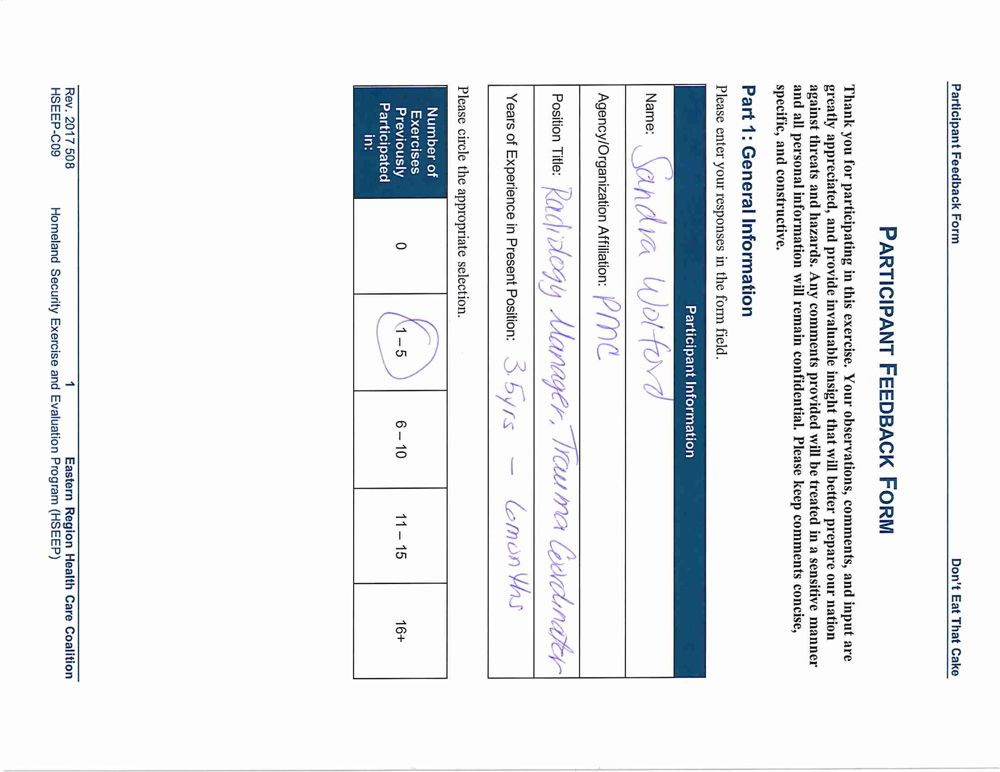 Participant Feedback Form Don't Eat That Cake
PARTICIPANT FEEDBACK FORM
Thank you for participating in this exercise. Your observations, comments, and input are
greatly appreciated, and provide invaluable insight that will better prepare our nation
against threats and hazards. Any comments provided will be treated in a sensitive manner
and all personal information will remain confidential. Please keep comments concise,
specific, and constructive.
Part 1: General Information
Please enter your responses in the form field.
Participant Information
Name: Sandra Wolford
Agency/Organization Affiliation: PMC
Position Title: Radiology Manager, Trauma Coordinator
Years of Experience in Present Position: 3.5yrs – 6months
Please circle the appropriate selection.
Number of
Exercises
Previously
Participated
in:
0
1 – 5
6 – 10
11 – 15
16+
Rev. 2017 508 1 Eastern Region Health Care Coalition
HSEEP-C09 Homeland Security Exercise and Evaluation Program (HSEEP)